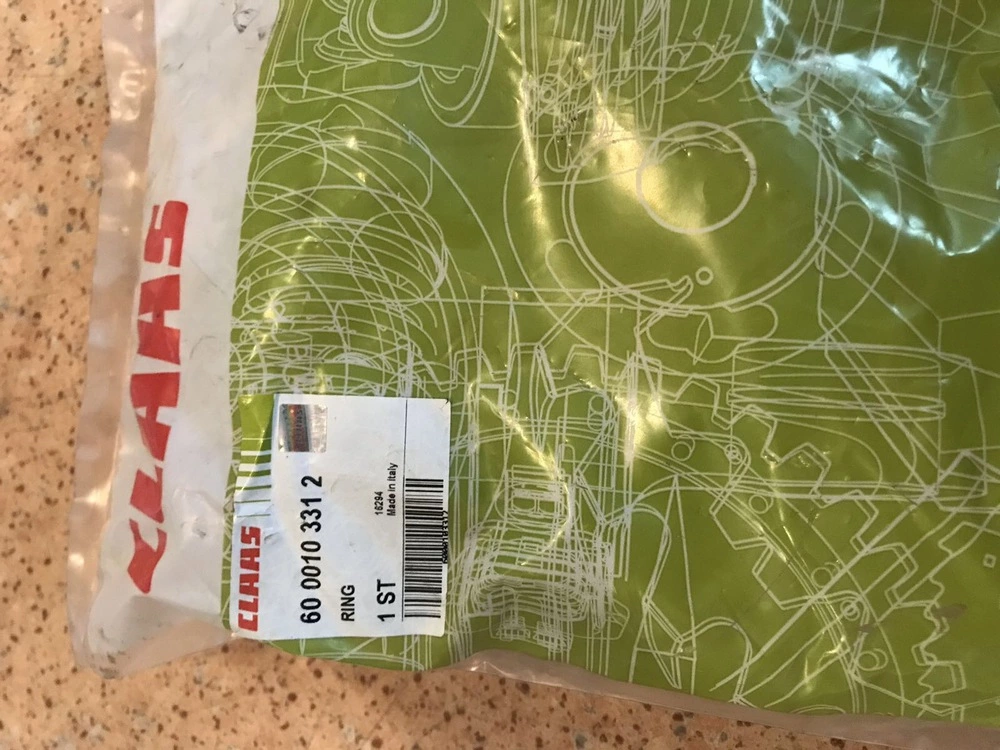 CLAAS
CLAAS
60 0010 331 2
RING
16294
1 ST
Made in Italy